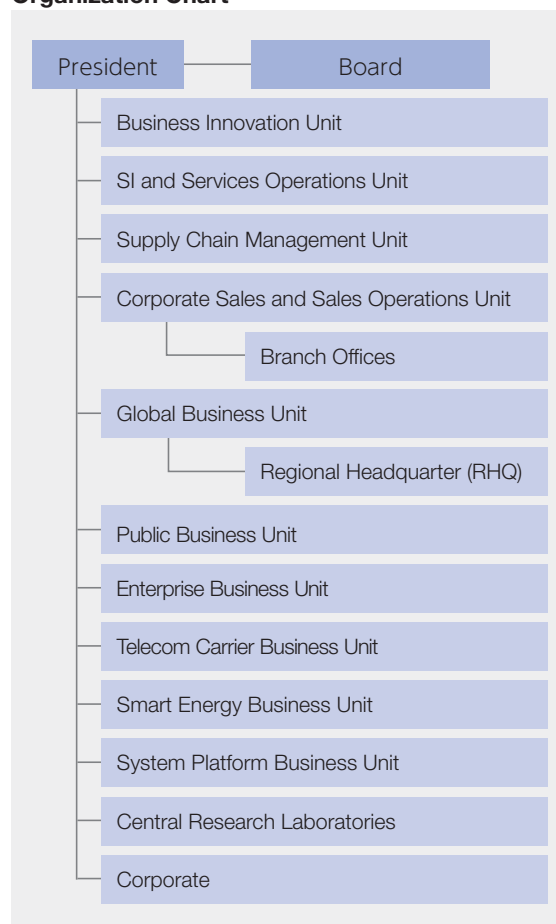 Organization Chart
President
Board
Business Innovation Unit
SI and Services Operations Unit
Supply Chain Management Unit
Corporate Sales and Sales Operations Unit
Branch Offices
Global Business Unit
Regional Headquarter (RHQ)
Public Business Unit
Enterprise Business Unit
Telecom Carrier Business Unit
Smart Energy Business Unit
System Platform Business Unit
Central Research Laboratories
Corporate